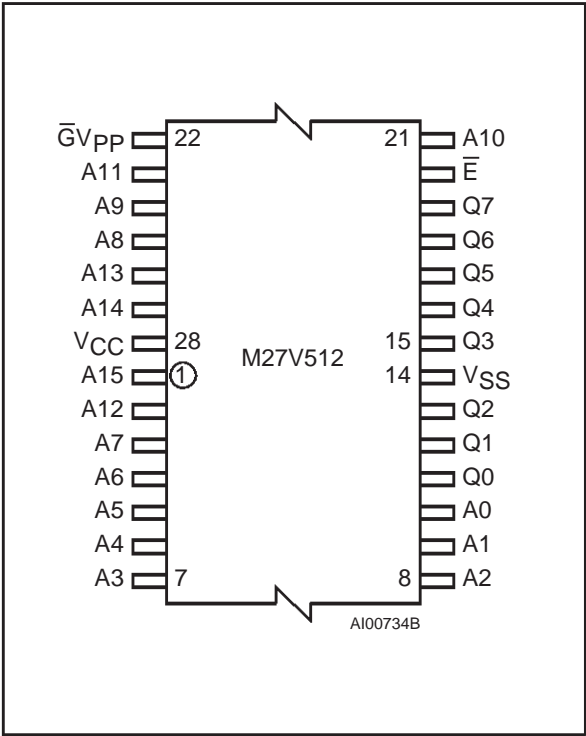 G̅VPP 22 21 A10
A11 E̅
A9 Q7
A8 Q6
A13 Q5
A14 Q4
VCC 28 15 Q3
M27V512
A15 1 14 VSS
A12 Q2
A7 Q1
A6 Q0
A5 A0
A4 A1
A3 7 8 A2
AI00734B